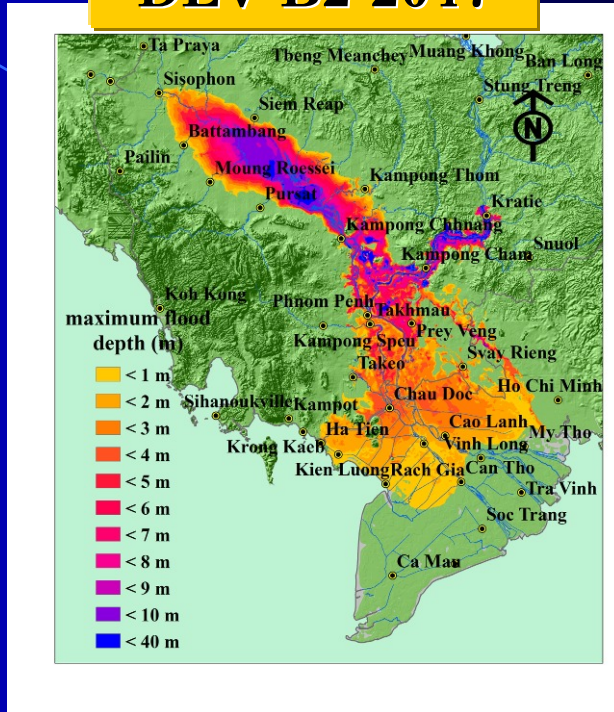 DEV B2 201
Ta Praya
Tbeng Meanchey
Muang Khong
Ban Long
Sisophon
Stung Treng
Siem Reap
N
Battambang
Pailin
Moung Roessei
Kampong Thom
Pursat
Kratie
Kampong Chhnang
Snuol
Kampong Cham
Koh Kong
Phnom Penh
Takhmau
maximum flood
depth (m)
Prey Veng
Kampong Speu
Svay Rieng
Takeo
Ho Chi Minh
Chau Doc
Sihanoukville
Kampot
Cao Lanh
My Tho
Ha Tien
Krong Kaeb
Vinh Long
Kien Luong
Rach Gia
Can Tho
Tra Vinh
Soc Trang
Ca Mau
< 1 m
< 2 m
< 3 m
< 4 m
< 5 m
< 6 m
< 7 m
< 8 m
< 9 m
< 10 m
< 40 m